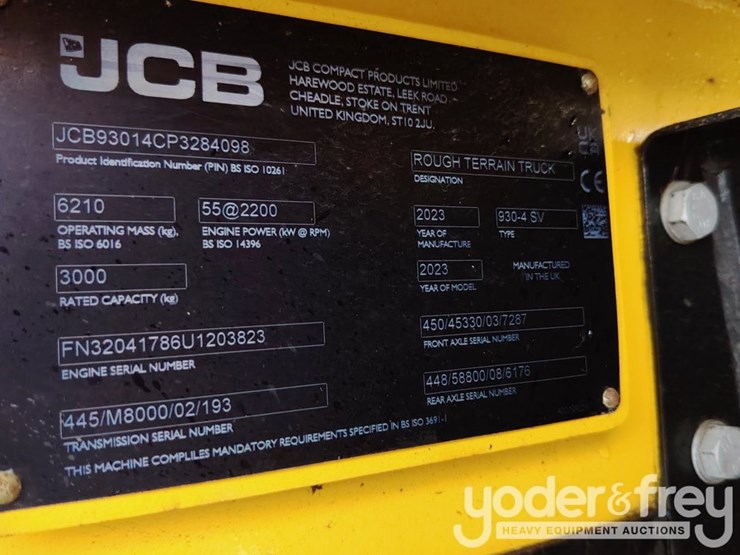 JCB
JCB COMPACT PRODUCTS LIMITED
HAREWOOD ESTATE, LEEK ROAD,
CHEADLE, STOKE ON TRENT
UNITED KINGDOM, ST10 2JU
JCB93014CP3284098
Product Identification Number (PIN) BS ISO 10261
ROUGH TERRAIN TRUCK
DESIGNATION
UK
CA
CE
6210
OPERATING MASS (kg),
BS ISO 6016
55@2200
ENGINE POWER (kW @ RPM)
BS ISO 14396
2023
YEAR OF
MANUFACTURE
930-4 SV
TYPE
3000
RATED CAPACITY (kg)
2023
YEAR OF MODEL
MANUFACTURED
IN THE UK
FN32041786U1203823
ENGINE SERIAL NUMBER
450/45330/03/7287
FRONT AXLE SERIAL NUMBER
445/M8000/02/193
TRANSMISSION SERIAL NUMBER
448/58800/08/6176
REAR AXLE SERIAL NUMBER
THIS MACHINE COMPLILES MANDATORY REQUIREMENTS SPECIFIED IN BS ISO 3691-1
yoder&frey
HEAVY EQUIPMENT AUCTIONS